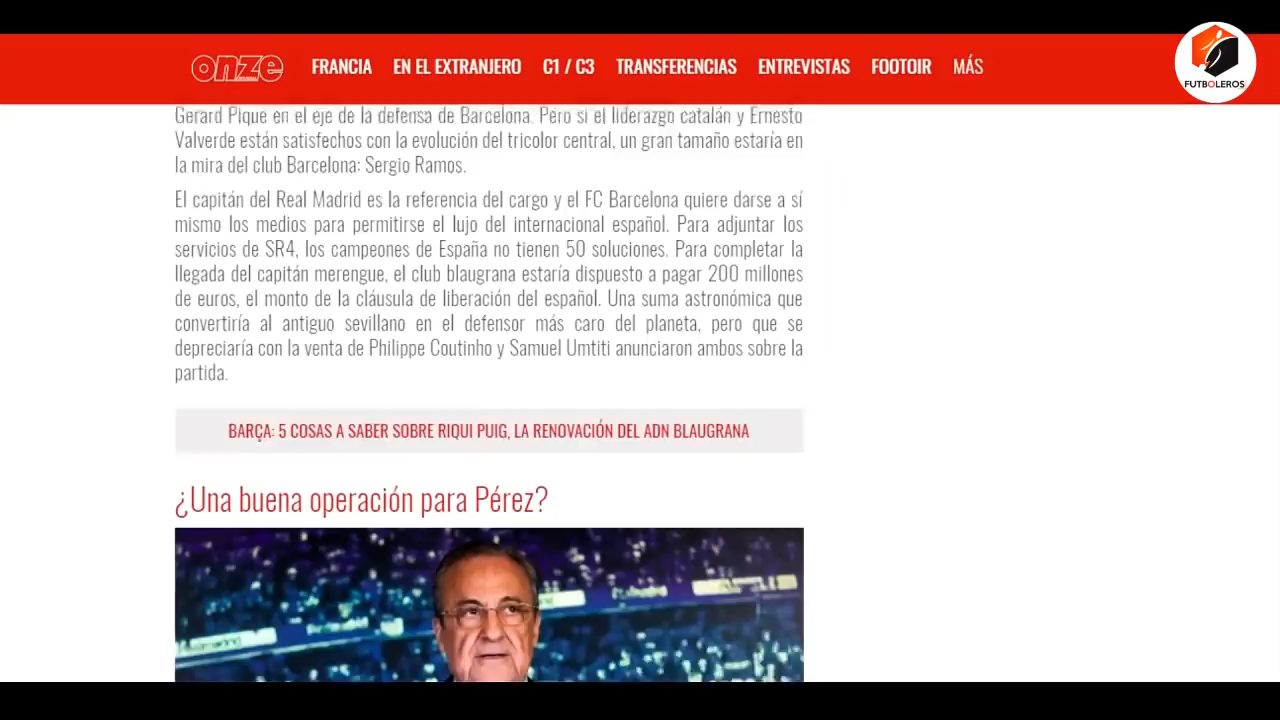 onze
FRANCIA EN EL EXTRANJERO C1 / C3 TRANSFERENCIAS ENTREVISTAS FOOTOIR MÁS
FUTBOLEROS
Gerard Piqué en el eje de la defensa de Barcelona. Pero si el liderazgo catalán y Ernesto
Valverde están satisfechos con la evolución del tricolor central, un gran tamaño estaría en
la mira del club Barcelona: Sergio Ramos.
El capitán del Real Madrid es la referencia del cargo y el FC Barcelona quiere darse a sí
mismo los medios para permitirse el lujo del internacional español. Para adjuntar los
servicios de SR4, los campeones de España no tienen 50 soluciones. Para completar la
llegada del capitán merengue, el club blaugrana estaría dispuesto a pagar 200 millones
de euros, el monto de la cláusula de liberación del español. Una suma astronómica que
convertiría al antiguo sevillano en el defensor más caro del planeta, pero que se
depreciaría con la venta de Philippe Coutinho y Samuel Umtiti anunciaron ambos sobre la
partida.
BARÇA: 5 COSAS A SABER SOBRE RIQUI PUIG, LA RENOVACIÓN DEL ADN BLAUGRANA
¿Una buena operación para Pérez?